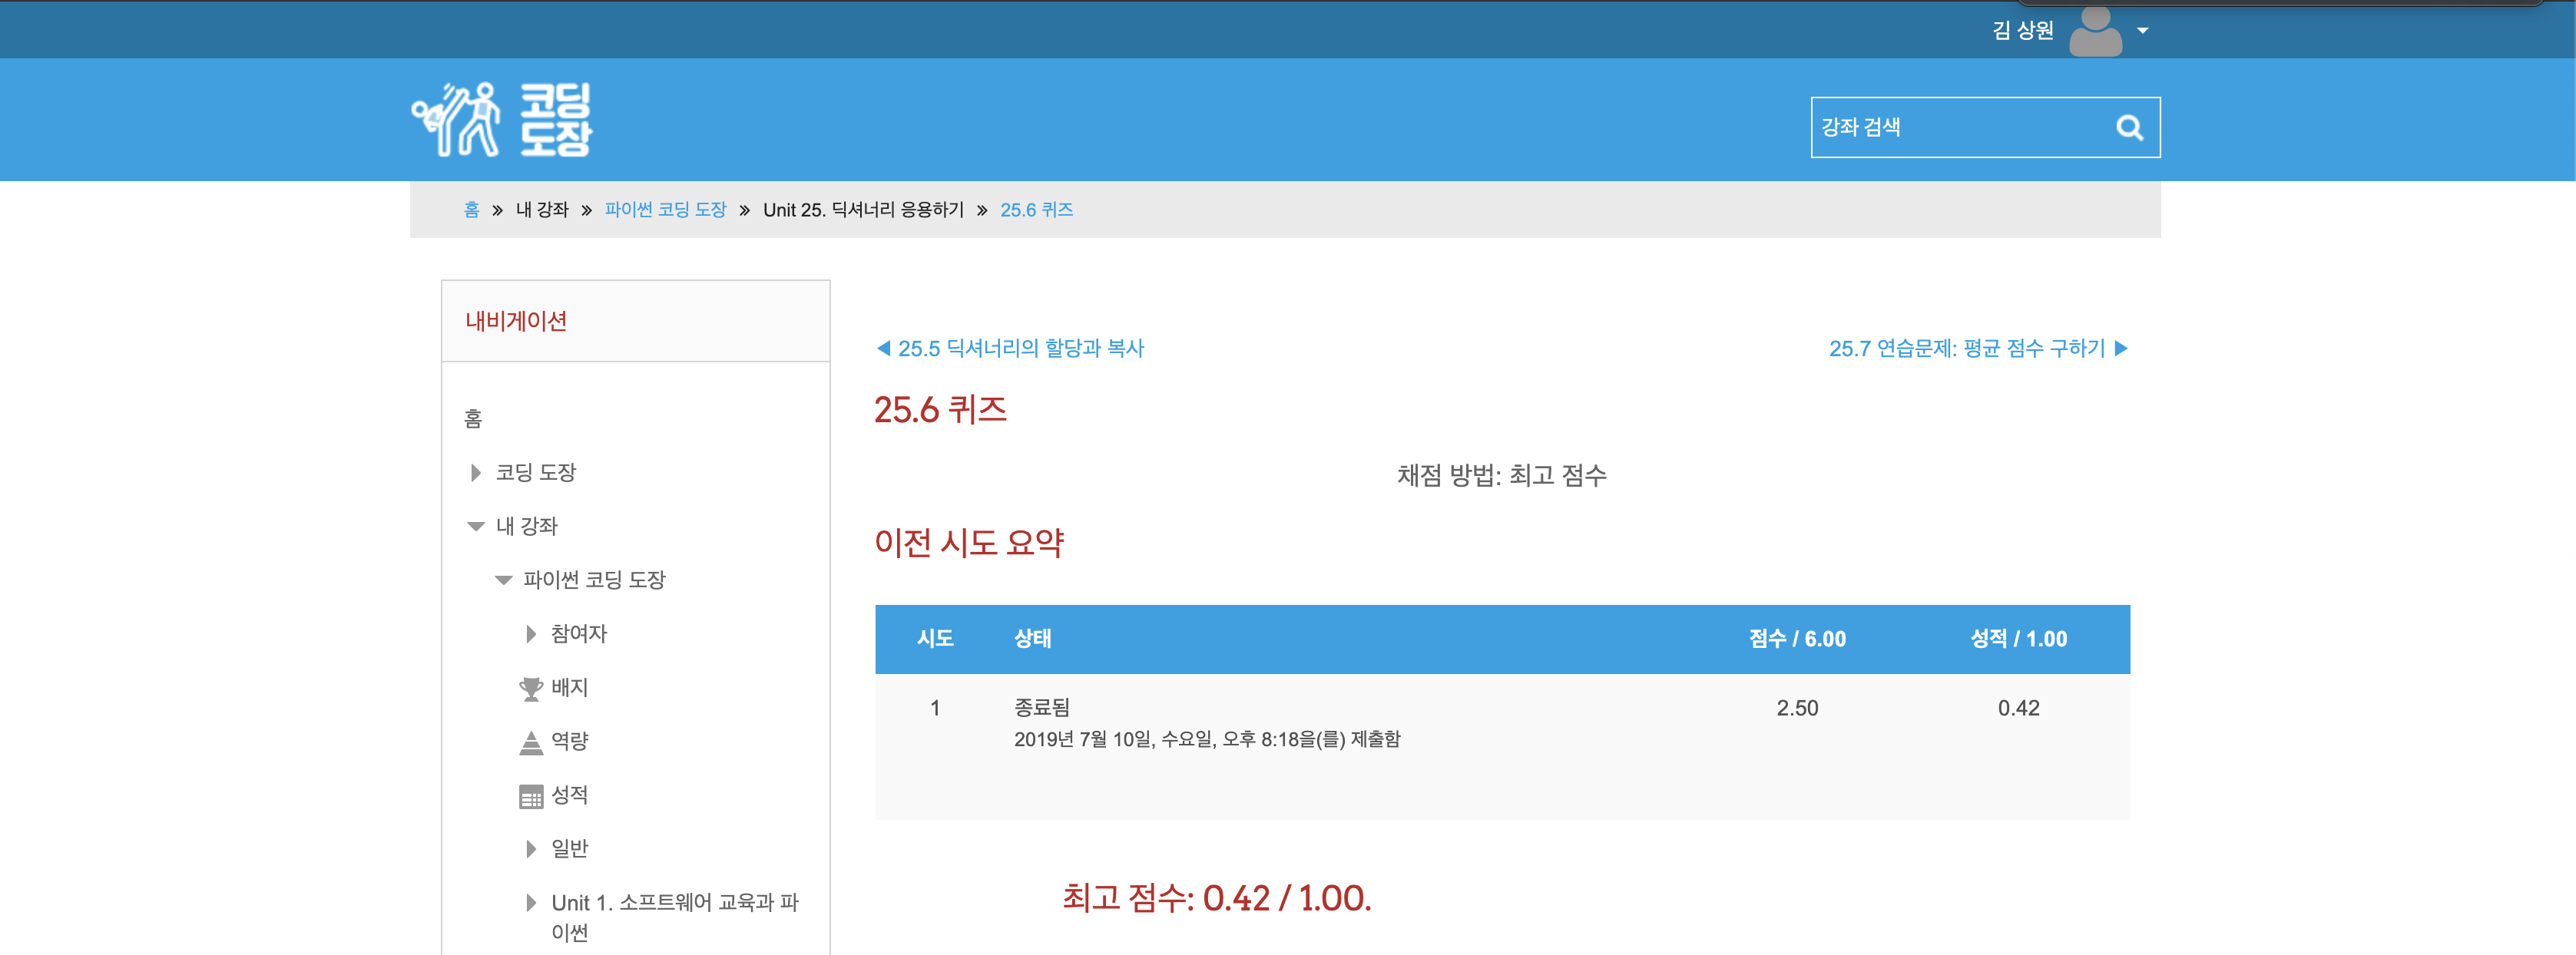 김 상원
코딩
도장
강좌 검색
홈 » 내 강좌 » 파이썬 코딩 도장 » Unit 25. 딕셔너리 응용하기 » 25.6 퀴즈
내비게이션
홈
코딩 도장
내 강좌
파이썬 코딩 도장
참여자
배지
역량
성적
일반
Unit 1. 소프트웨어 교육과 파
이썬
◀ 25.5 딕셔너리의 할당과 복사
25.7 연습문제: 평균 점수 구하기 ▶
25.6 퀴즈
채점 방법: 최고 점수
이전 시도 요약
시도 상태 점수 / 6.00 성적 / 1.00
1 종료됨 2.50 0.42
2019년 7월 10일, 수요일, 오후 8:18을(를) 제출함
최고 점수: 0.42 / 1.00.